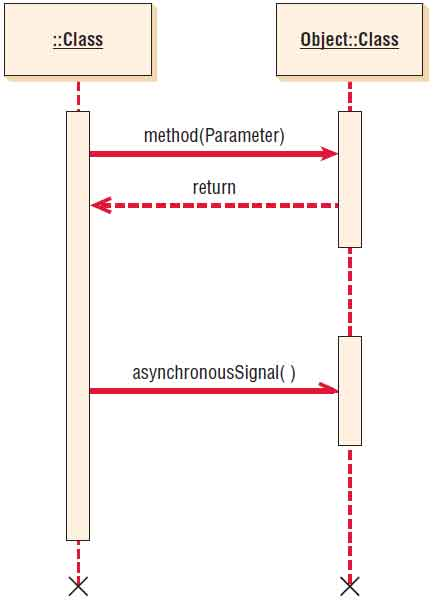 ::Class
Object::Class
method(Parameter)
return
asynchronousSignal( )